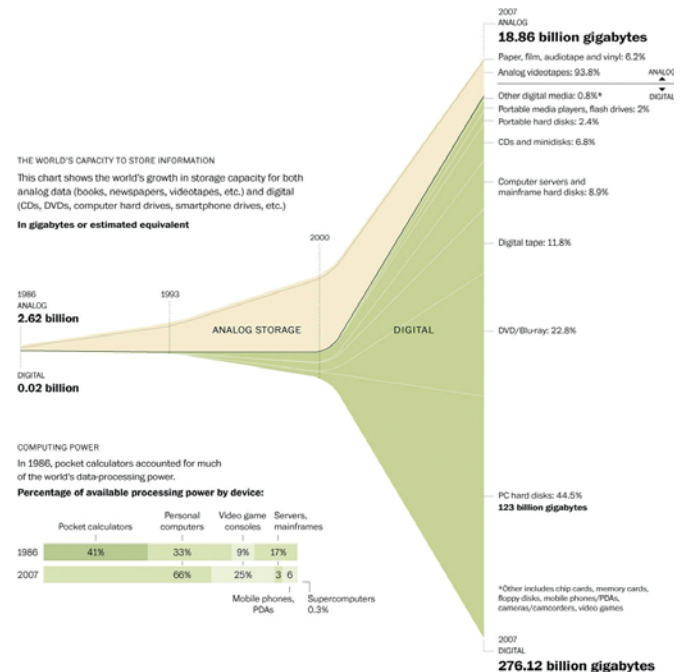 2007
ANALOG
18.86 billion gigabytes
Paper, film, audiotape and vinyl: 6.2%
Analog videotapes: 93.8%
ANALOG
DIGITAL
Other digital media: 0.8%*
Portable media players, flash drives: 2%
Portable hard disks: 2.4%
CDs and minidisks: 6.8%
Computer servers and
mainframe hard disks: 8.9%
Digital tape: 11.8%
DVD/Blu-ray: 22.8%
PC hard disks: 44.5%
123 billion gigabytes
*Other includes chip cards, memory cards,
floppy disks, mobile phones/PDAs,
cameras/camcorders, video games
2007
DIGITAL
276.12 billion gigabytes
THE WORLD'S CAPACITY TO STORE INFORMATION
This chart shows the world's growth in storage capacity for both
analog data (books, newspapers, videotapes, etc.) and digital
(CDs, DVDs, computer hard drives, smartphone drives, etc.)
In gigabytes or estimated equivalent
1986
ANALOG
2.62 billion
DIGITAL
0.02 billion
1993
2000
ANALOG STORAGE
DIGITAL
COMPUTING POWER
In 1986, pocket calculators accounted for much
of the world's data-processing power.
Percentage of available processing power by device:
Pocket calculators
Personal
computers
Video game
consoles
Servers,
mainframes
1986 41% 33% 9% 17%
2007 66% 25% 3 6
Mobile phones,
PDAs
Supercomputers
0.3%